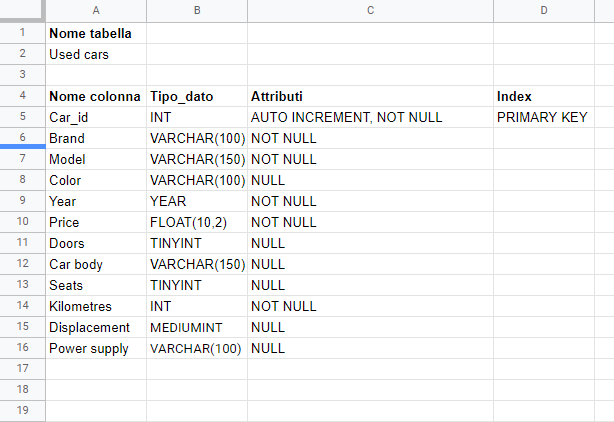 A B C D
1 Nome tabella
2 Used cars
3
4 Nome colonna Tipo_dato Attributi Index
5 Car_id INT AUTO INCREMENT, NOT NULL PRIMARY KEY
6 Brand VARCHAR(100) NOT NULL
7 Model VARCHAR(150) NOT NULL
8 Color VARCHAR(100) NULL
9 Year YEAR NOT NULL
10 Price FLOAT(10,2) NOT NULL
11 Doors TINYINT NULL
12 Car body VARCHAR(150) NULL
13 Seats TINYINT NULL
14 Kilometres INT NOT NULL
15 Displacement MEDIUMINT NULL
16 Power supply VARCHAR(100) NULL
17
18
19